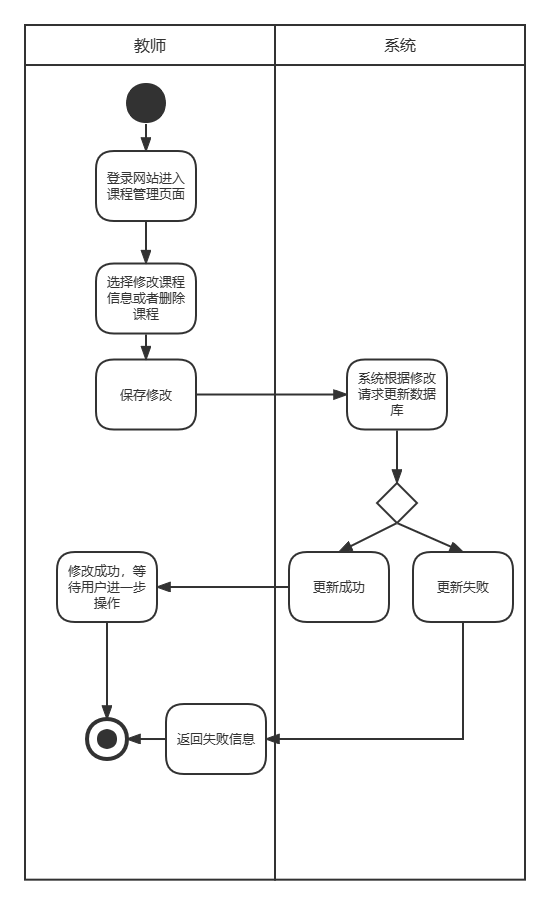 教师
系统
登录网站进入
课程管理页面
选择修改课程
信息或者删除
课程
保存修改
系统根据修改
请求更新数据
库
修改成功，等
待用户进一步
操作
更新成功
更新失败
返回失败信息